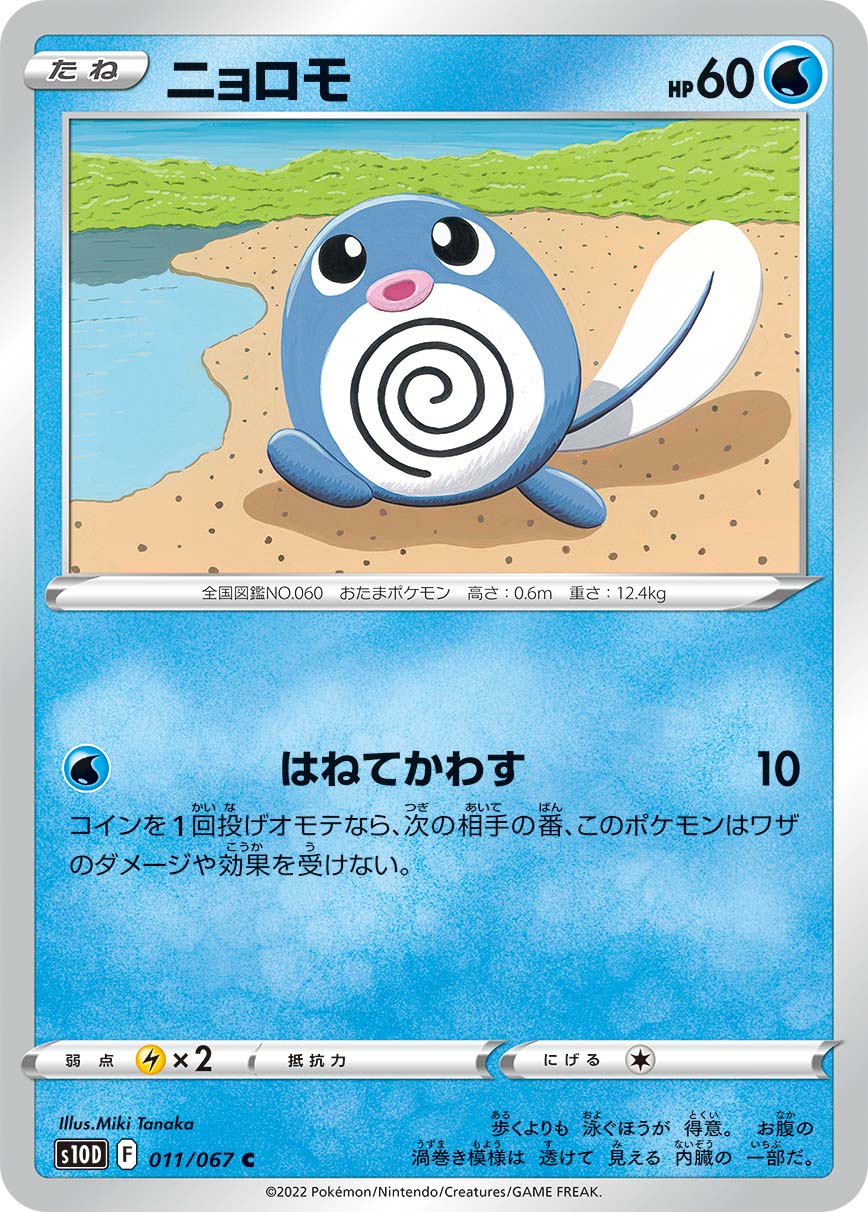 たね ニョロモ HP60
全国図鑑NO.060 おたまポケモン 高さ:0.6m 重さ:12.4kg
はねてかわす 10
コインを1回投げオモテなら、次の相手の番、このポケモンはワザ
のダメージや効果を受けない。
弱点 ×2 抵抗力 にげる
Illus.Miki Tanaka
歩くよりも 泳ぐほうが 得意。 お腹の
渦巻き模様は 透けて 見える 内臓の 一部だ。
s10D F 011/067 C
©2022 Pokémon/Nintendo/Creatures/GAME FREAK.